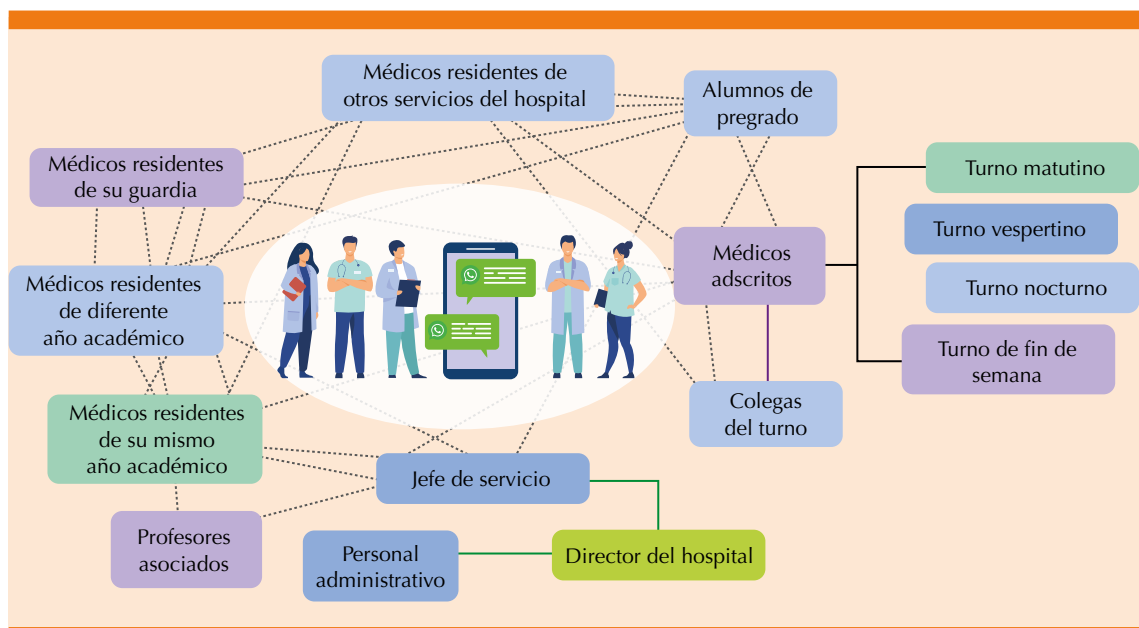 Médicos residentes de
otros servicios del hospital
Alumnos de
pregrado
Médicos residentes
de su guardia
Turno matutino
Turno vespertino
Médicos
adscritos
Médicos residentes
de diferente
año académico
Turno nocturno
Turno de fin de
semana
Médicos residentes
de su mismo
año académico
Colegas
del turno
Jefe de servicio
Profesores
asociados
Personal
administrativo
Director del hospital